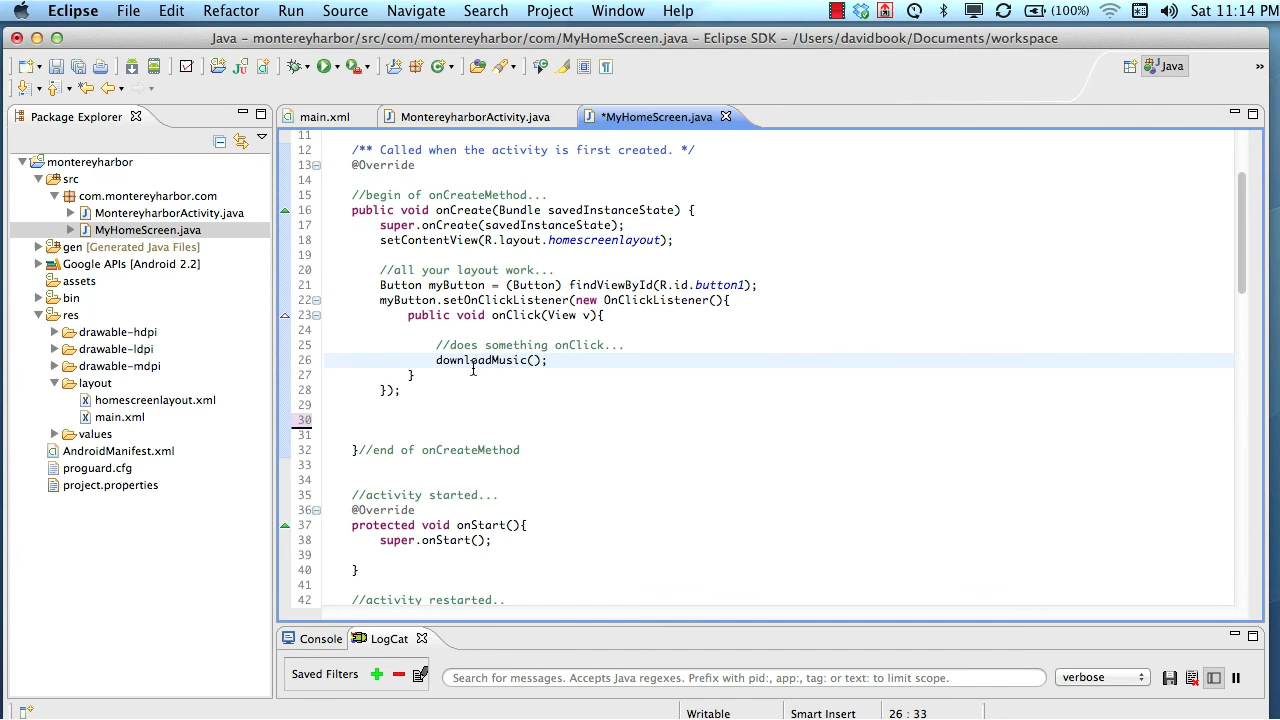 Eclipse File Edit Refactor Run Source Navigate Search Project Window Help (100%) Sat 11:14 PM
Java - montereyharbor/src/com/montereyharbor/com/MyHomeScreen.java - Eclipse SDK - /Users/davidbook/Documents/workspace
Java »
Package Explorer
main.xml MontereyharborActivity.java *MyHomeScreen.java
montereyharbor
src
com.montereyharbor.com
MontereyharborActivity.java
MyHomeScreen.java
gen [Generated Java Files]
Google APIs [Android 2.2]
assets
bin
res
drawable-hdpi
drawable-ldpi
drawable-mdpi
layout
homescreenlayout.xml
main.xml
values
AndroidManifest.xml
proguard.cfg
project.properties
11
12 /** Called when the activity is first created. */
13 @Override
14
15 //begin of onCreateMethod...
16 public void onCreate(Bundle savedInstanceState) {
17 super.onCreate(savedInstanceState);
18 setContentView(R.layout.homescreenlayout);
19
20 //all your layout work...
21 Button myButton = (Button) findViewById(R.id.button1);
22 myButton.setOnClickListener(new OnClickListener(){
23 public void onClick(View v){
24
25 //does something onClick...
26 downloadMusic();
27 }
28 });
29
30
31
32 }//end of onCreateMethod
33
34
35 //activity started...
36 @Override
37 protected void onStart(){
38 super.onStart();
39
40 }
41
42 //activity restarted..
Console LogCat
Saved Filters Search for messages. Accepts Java regexes. Prefix with pid:, app:, tag: or text: to limit scope. verbose
Writable Smart Insert 26 : 33